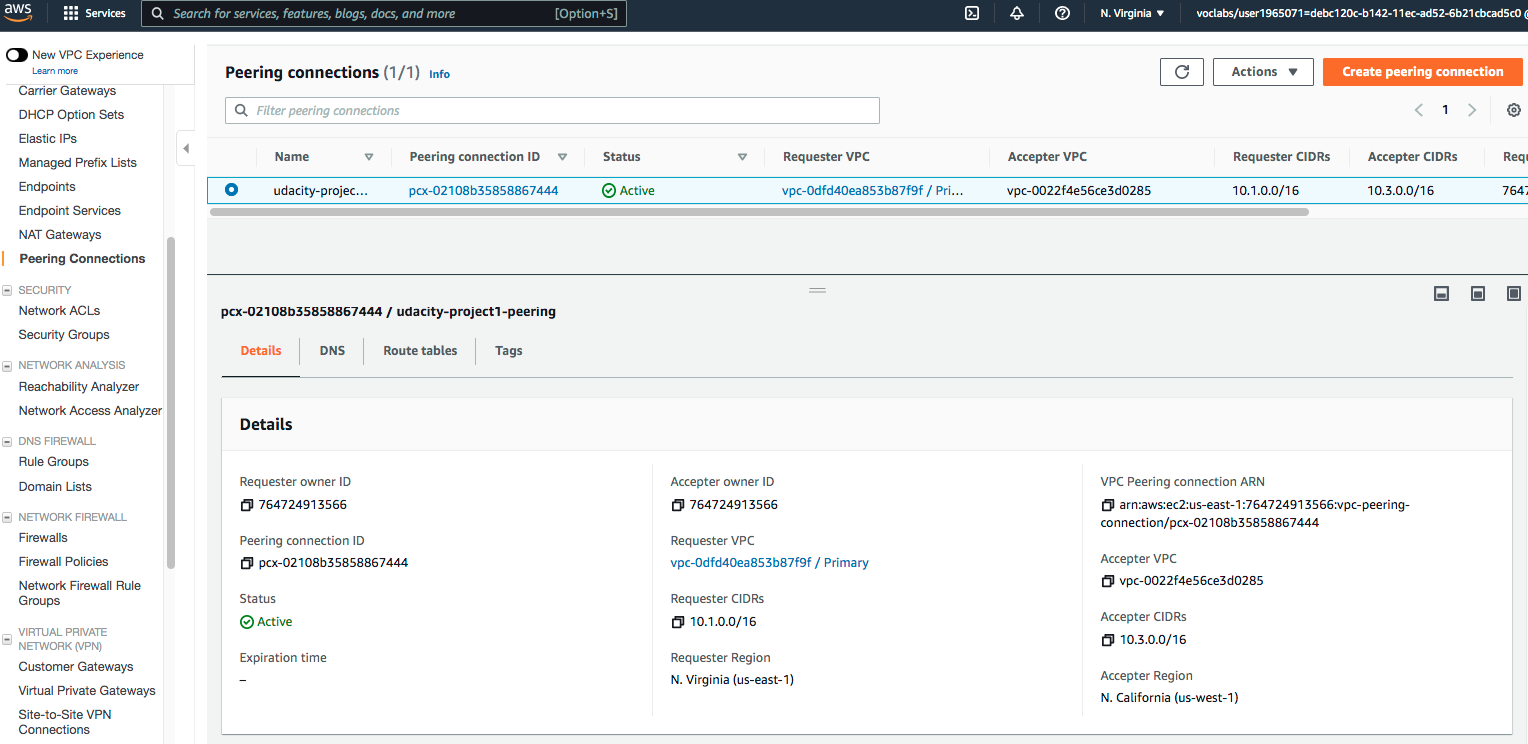 aws
Services
Search for services, features, blogs, docs, and more
[Option+S]
N. Virginia
voclabs/user1965071=debc120c-b142-11ec-ad52-6b21cbcad5c0 @
New VPC Experience
Learn more
Carrier Gateways
DHCP Option Sets
Elastic IPs
Managed Prefix Lists
Endpoints
Endpoint Services
NAT Gateways
Peering Connections
SECURITY
Network ACLs
Security Groups
NETWORK ANALYSIS
Reachability Analyzer
Network Access Analyzer
DNS FIREWALL
Rule Groups
Domain Lists
NETWORK FIREWALL
Firewalls
Firewall Policies
Network Firewall Rule
Groups
VIRTUAL PRIVATE
NETWORK (VPN)
Customer Gateways
Virtual Private Gateways
Site-to-Site VPN
Connections
Peering connections (1/1) Info
Actions
Create peering connection
Filter peering connections
1
Name Peering connection ID Status Requester VPC Accepter VPC Requester CIDRs Accepter CIDRs Requ
udacity-projec... pcx-02108b35858867444 Active vpc-0dfd40ea853b87f9f / Pri... vpc-0022f4e56ce3d0285 10.1.0.0/16 10.3.0.0/16 7647
pcx-02108b35858867444 / udacity-project1-peering
Details DNS Route tables Tags
Details
Requester owner ID
764724913566
Peering connection ID
pcx-02108b35858867444
Status
Active
Expiration time
–
Accepter owner ID
764724913566
Requester VPC
vpc-0dfd40ea853b87f9f / Primary
Requester CIDRs
10.1.0.0/16
Requester Region
N. Virginia (us-east-1)
VPC Peering connection ARN
arn:aws:ec2:us-east-1:764724913566:vpc-peering-
connection/pcx-02108b35858867444
Accepter VPC
vpc-0022f4e56ce3d0285
Accepter CIDRs
10.3.0.0/16
Accepter Region
N. California (us-west-1)